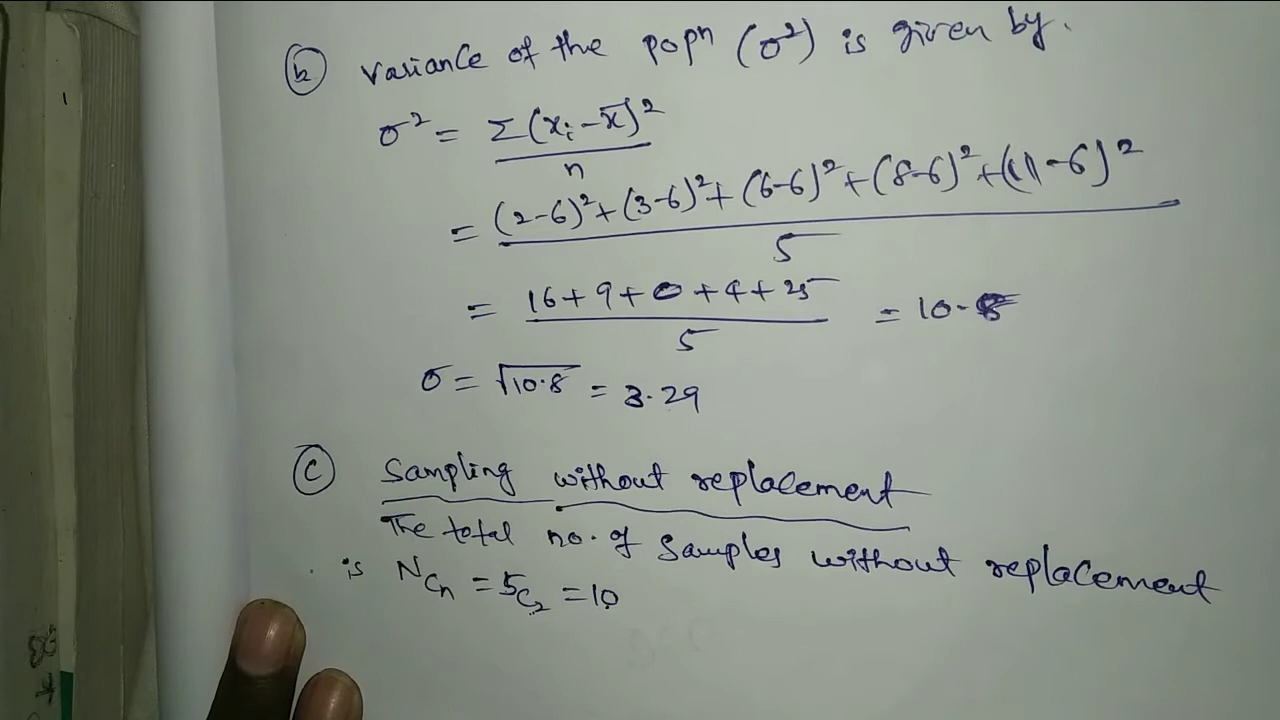 (b) Variance of the popn (σ²) is given by.
σ² = Σ(xᵢ-x̄)²
n
= (2-6)²+(3-6)²+(6-6)²+(8-6)²+(11-6)²
5
= 16+9+0+4+25 = 10.8
5
σ = √10.8 = 3.29
(c) Sampling without replacement
The total no. of Samples without replacement
is NCn = 5C₂ = 10